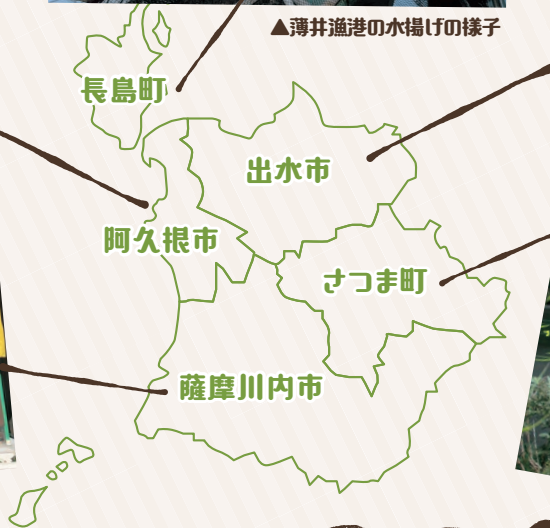 ▲薄井漁港の水揚げの様子
長島町
出水市
阿久根市
さつま町
薩摩川内市